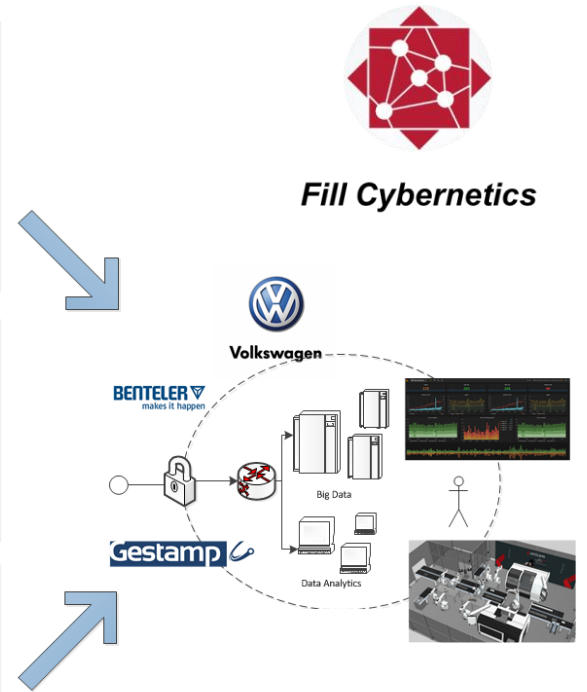 Fill Cybernetics
Volkswagen
BENTELER
makes it happen
Big Data
Gestamp
Data Analytics